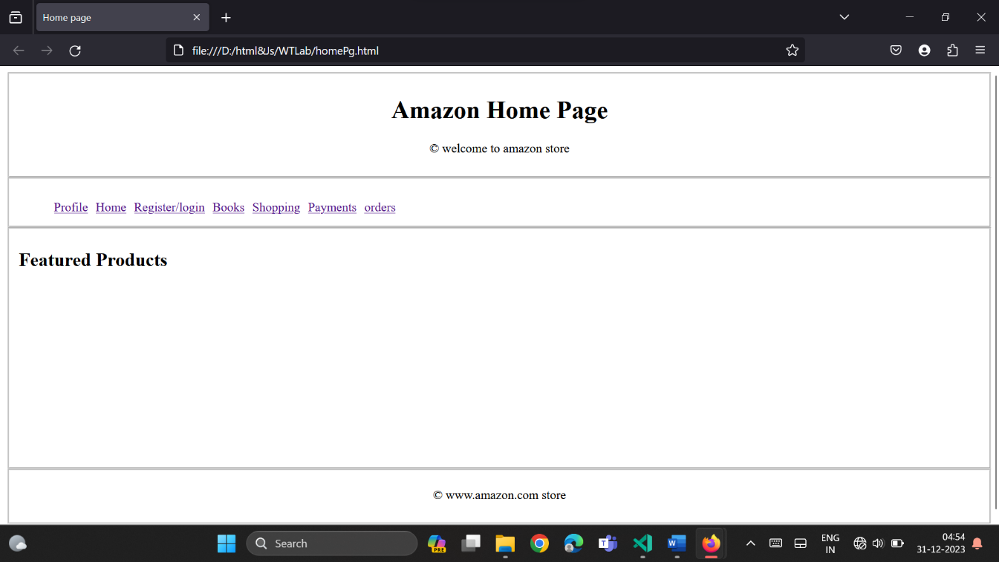 Home page
file:///D:/html&Js/WTLab/homePg.html
Amazon Home Page
© welcome to amazon store
Profile Home Register/login Books Shopping Payments orders
Featured Products
© www.amazon.com store
Search
PRE
ENG
IN
04:54
31-12-2023